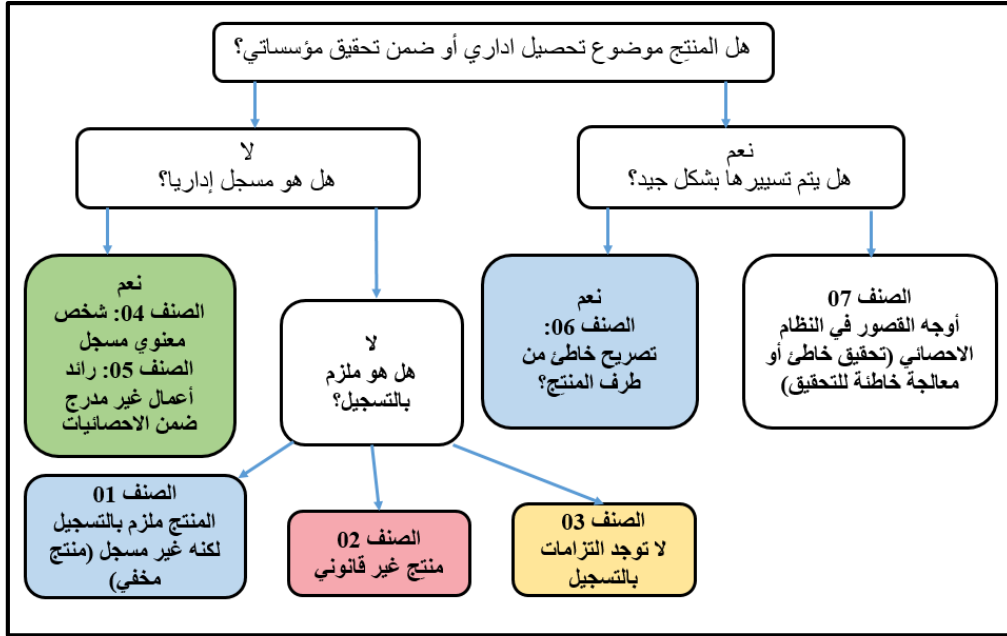 هل المنتِج موضوع تحصيل اداري أو ضمن تحقيق مؤسساتي؟
نعم
هل يتم تسييرها بشكل جيد؟
لا
هل هو مسجل إداريا؟
الصنف 07
أوجه القصور في النظام
الاحصائي (تحقيق خاطئ أو
معالجة خاطئة للتحقيق)
نعم
الصنف 06:
تصريح خاطئ من
طرف المنتِج؟
لا
هل هو ملزم
بالتسجيل؟
نعم
الصنف 04: شخص
معنوي مسجل
الصنف 05: رائد
أعمال غير مدرج
ضمن الاحصائيات
الصنف 03
لا توجد التزامات
بالتسجيل
الصنف 02
منتِج غير قانوني
الصنف 01
المنتج ملزم بالتسجيل
لكنه غير مسجل (منتج
مخفي)